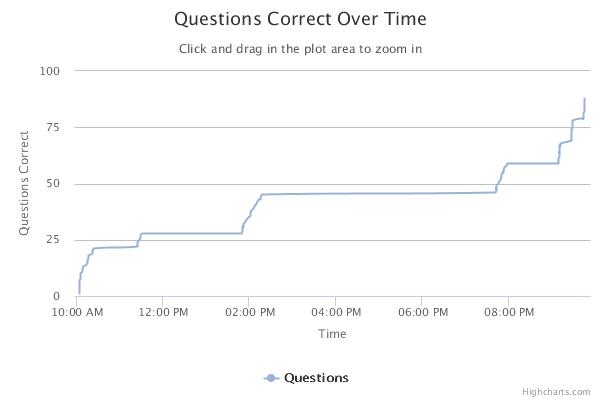 Questions Correct Over Time
Click and drag in the plot area to zoom in
Questions Correct
100
75
50
25
0
10:00 AM 12:00 PM 02:00 PM 04:00 PM 06:00 PM 08:00 PM
Time
Questions
Highcharts.com